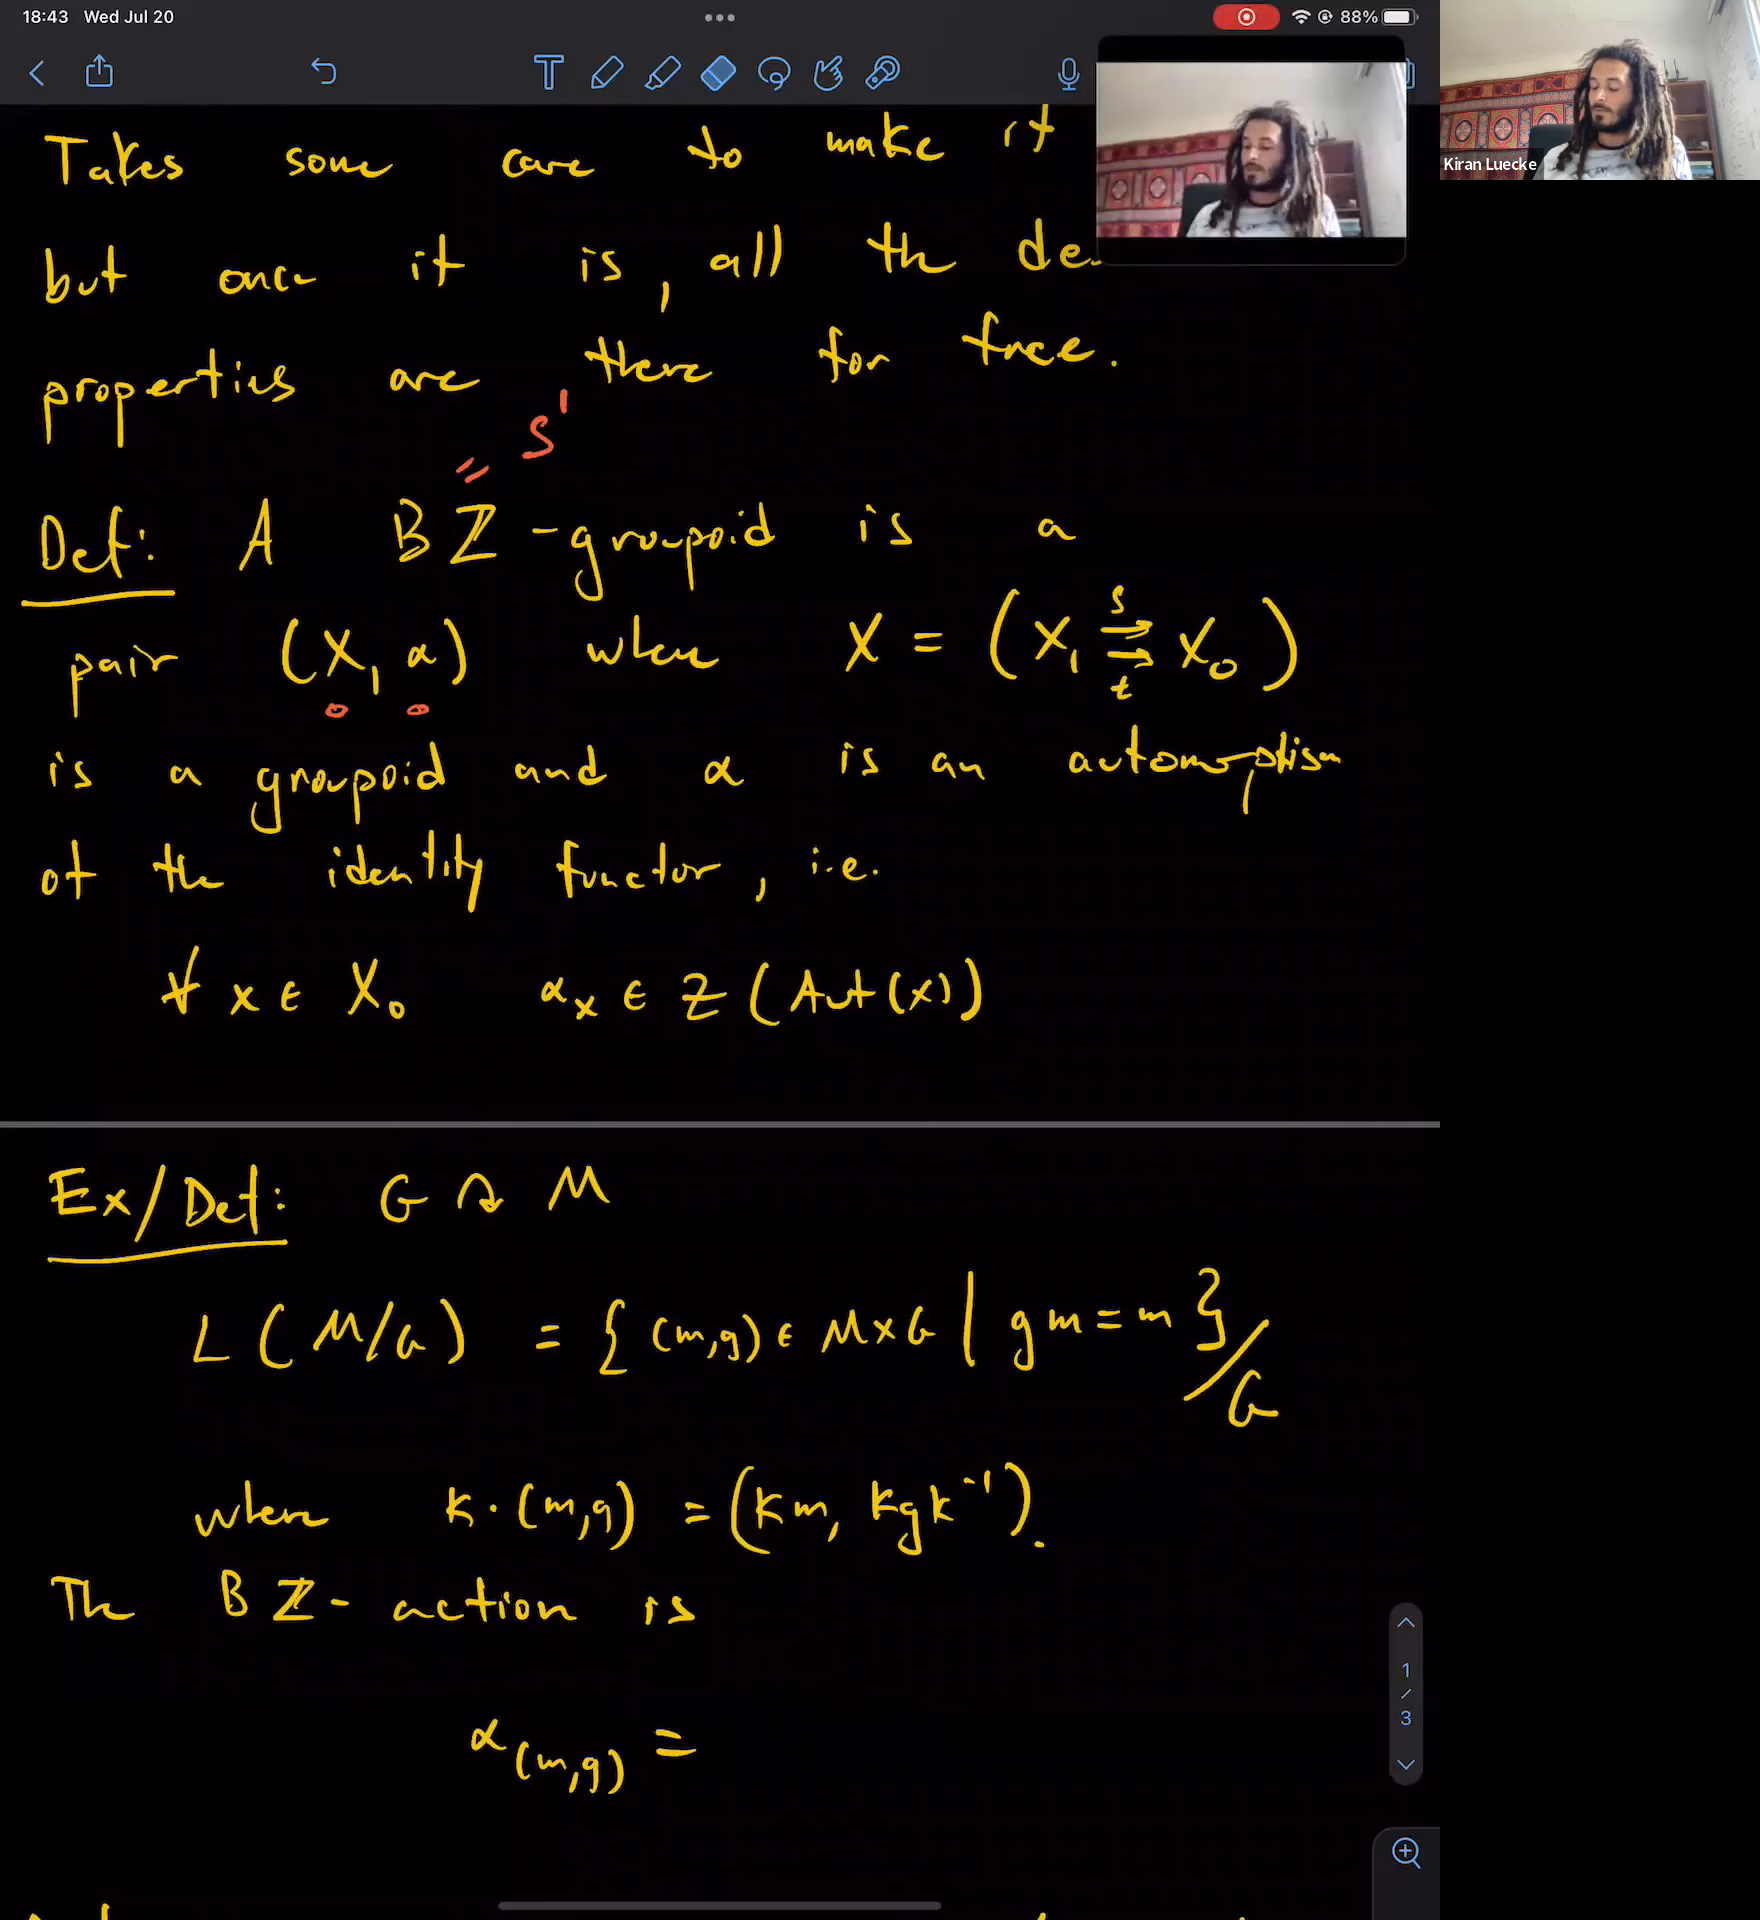 18:43 Wed Jul 20
88%
Kiran Luecke
Takes some care to make it
but once it is, all the de
properties are there for free.
= S'
Def: A Bℤ-groupoid is a
pair (X, α) where X = (X₁ ⇉ X₀)
s
t
is a groupoid and α is an automorphism
of the identity functor, i.e.
∀ x ∈ X₀ αₓ ∈ Z(Aut(x))
Ex/Def: G ↷ M
L(M/G) = {(m,g) ∈ M×G | gm = m}/G
where k·(m,g) = (km, kgk⁻¹).
The Bℤ-action is
α(m,g) =
1
/
3